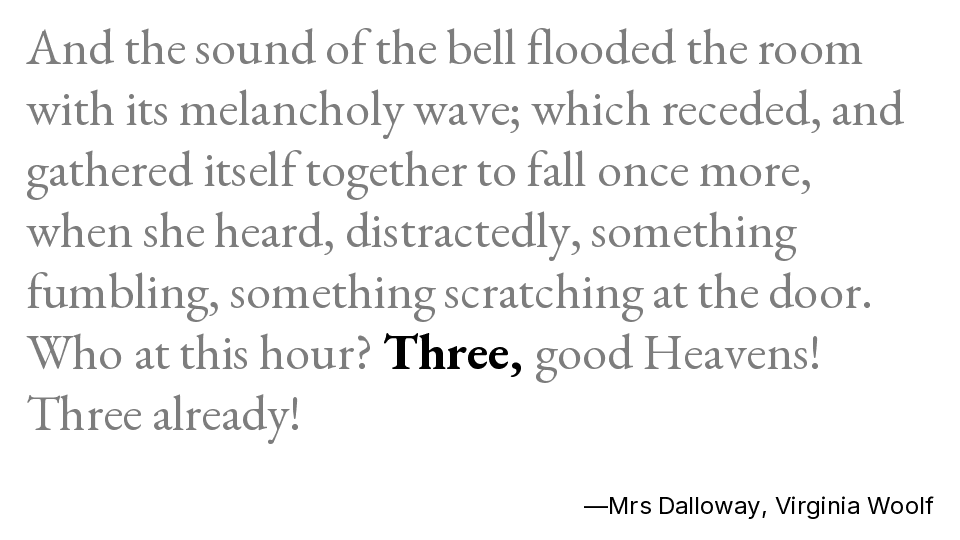 And the sound of the bell flooded the room
with its melancholy wave; which receded, and
gathered itself together to fall once more,
when she heard, distractedly, something
fumbling, something scratching at the door.
Who at this hour? Three, good Heavens!
Three already!
—Mrs Dalloway, Virginia Woolf